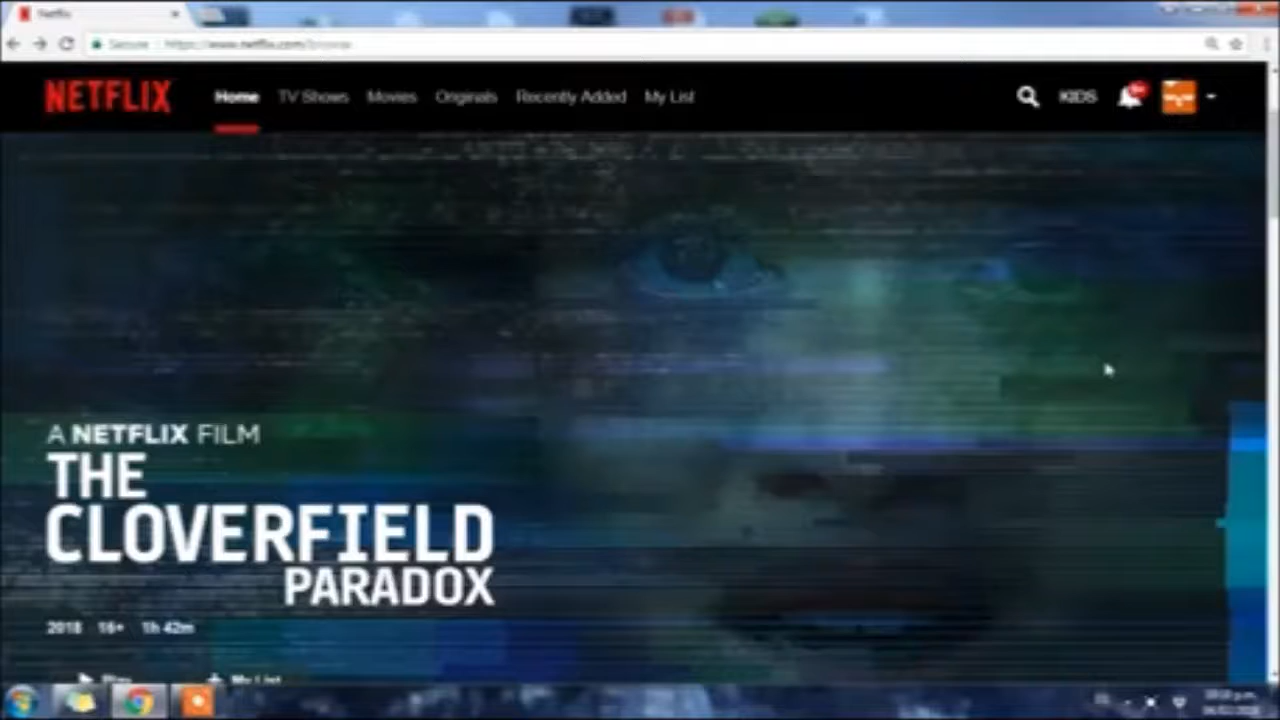 Netflix
Secure https://www.netflix.com/browse
NETFLIX Home TV Shows Movies Originals Recently Added My List KIDS
A NETFLIX FILM
THE
CLOVERFIELD
PARADOX
2018 16+ 1h 42m
Play My List